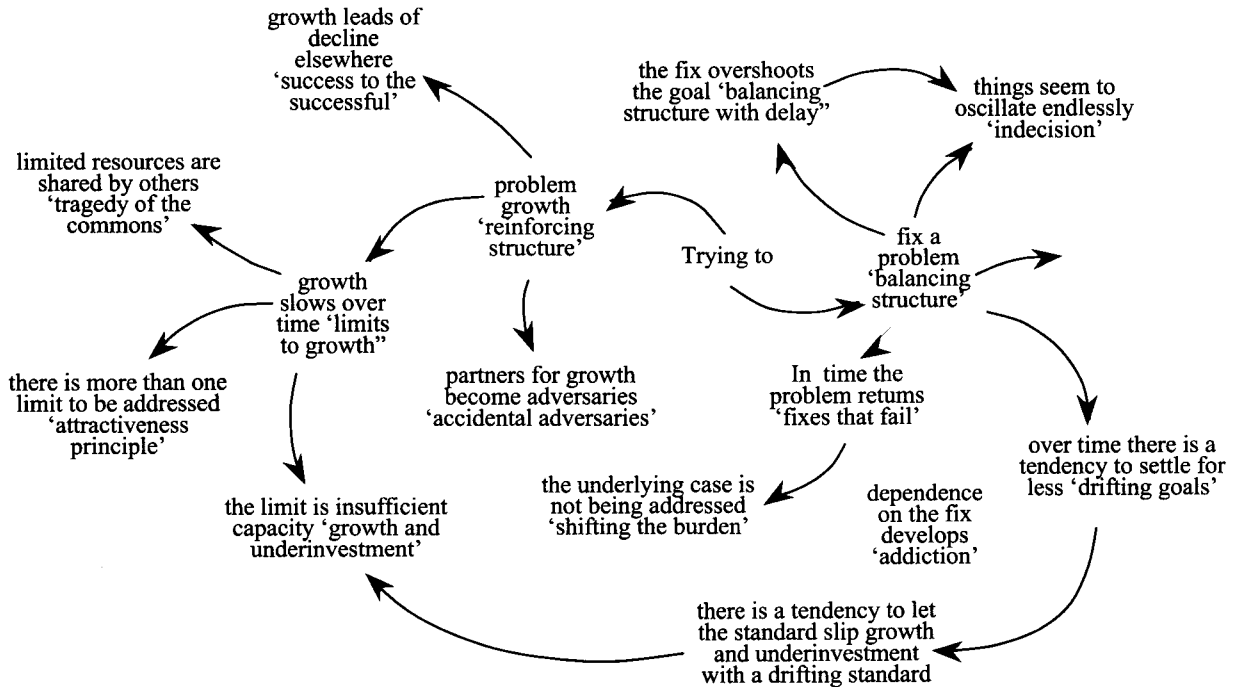 growth leads of
decline
elsewhere
‘success to the
successful’
the fix overshoots
the goal ‘balancing
structure with delay”
things seem to
oscillate endlessly
‘indecision’
limited resources are
shared by others
‘tragedy of the
commons’
problem
growth
‘reinforcing
structure’
Trying to
fix a
problem
‘balancing
structure’
growth
slows over
time ‘limits
to growth”
there is more than one
limit to be addressed
‘attractiveness
principle’
partners for growth
become adversaries
‘accidental adversaries’
In time the
problem returns
‘fixes that fail’
over time there is a
tendency to settle for
less ‘drifting goals’
the limit is insufficient
capacity ‘growth and
underinvestment’
the underlying case is
not being addressed
‘shifting the burden’
dependence
on the fix
develops
‘addiction’
there is a tendency to let
the standard slip growth
and underinvestment
with a drifting standard